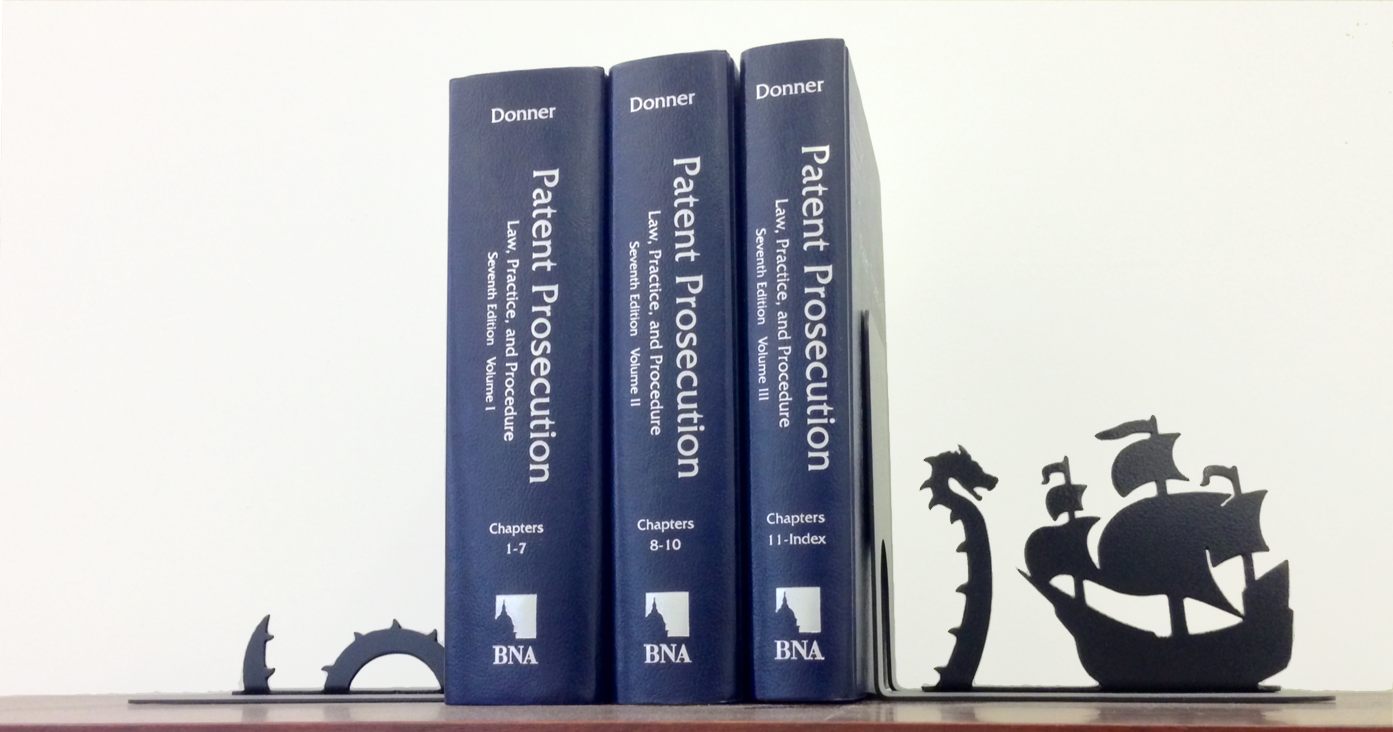 Donner
Patent Prosecution
Law, Practice, and Procedure
Seventh Edition Volume I
Chapters
1-7
BNA
Donner
Patent Prosecution
Law, Practice, and Procedure
Seventh Edition Volume II
Chapters
8-10
BNA
Donner
Patent Prosecution
Law, Practice, and Procedure
Seventh Edition Volume III
Chapters
11-Index
BNA